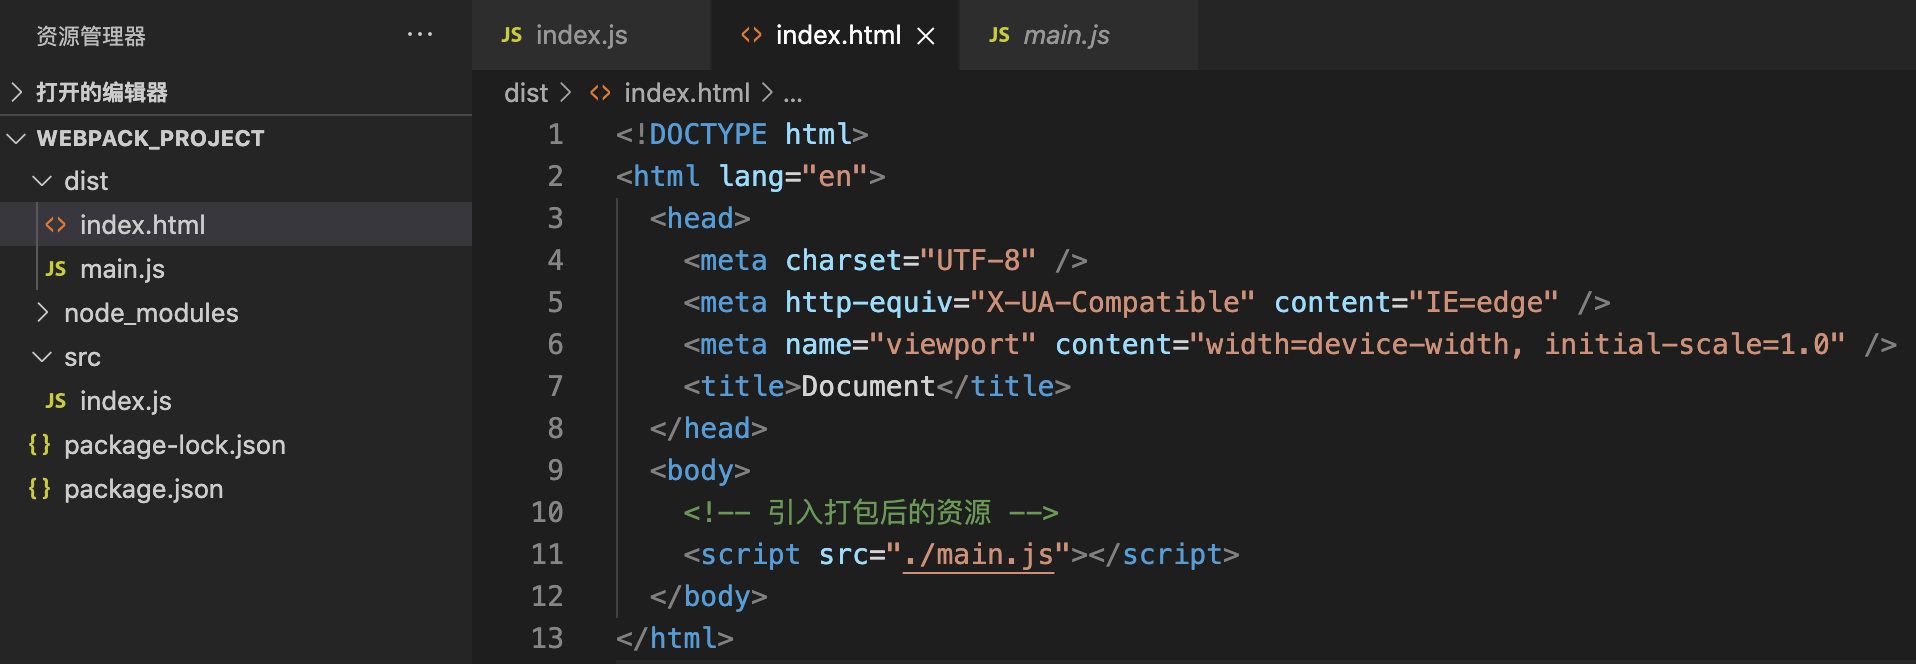 资源管理器 ···
打开的编辑器
WEBPACK_PROJECT
dist
<> index.html
JS main.js
node_modules
src
JS index.js
{} package-lock.json
{} package.json
JS index.js <> index.html × JS main.js
dist > <> index.html > ...
1 <!DOCTYPE html>
2 <html lang="en">
3 <head>
4 <meta charset="UTF-8" />
5 <meta http-equiv="X-UA-Compatible" content="IE=edge" />
6 <meta name="viewport" content="width=device-width, initial-scale=1.0" />
7 <title>Document</title>
8 </head>
9 <body>
10 <!-- 引入打包后的资源 -->
11 <script src="./main.js"></script>
12 </body>
13 </html>